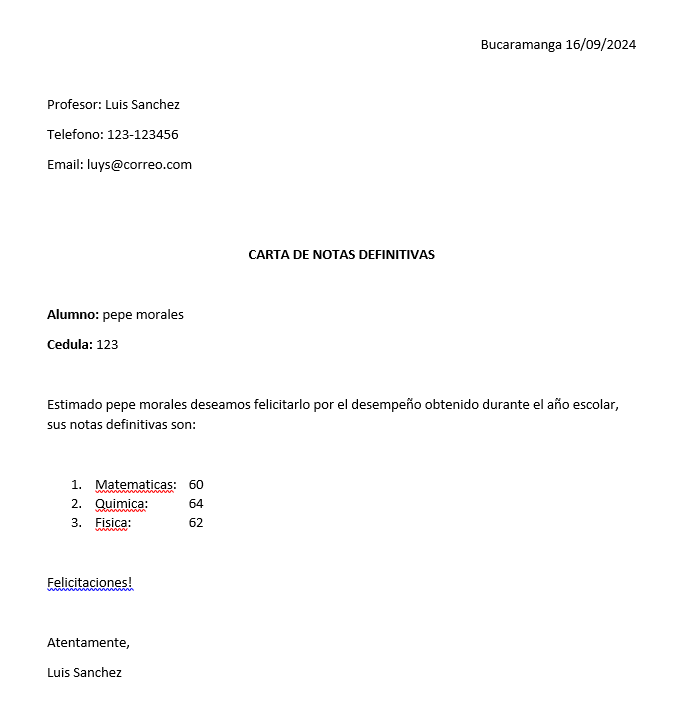 Bucaramanga 16/09/2024
Profesor: Luis Sanchez
Telefono: 123-123456
Email: luys@correo.com
CARTA DE NOTAS DEFINITIVAS
Alumno: pepe morales
Cedula: 123
Estimado pepe morales deseamos felicitarlo por el desempeño obtenido durante el año escolar,
sus notas definitivas son:
1. Matematicas: 60
2. Quimica: 64
3. Fisica: 62
Felicitaciones!
Atentamente,
Luis Sanchez